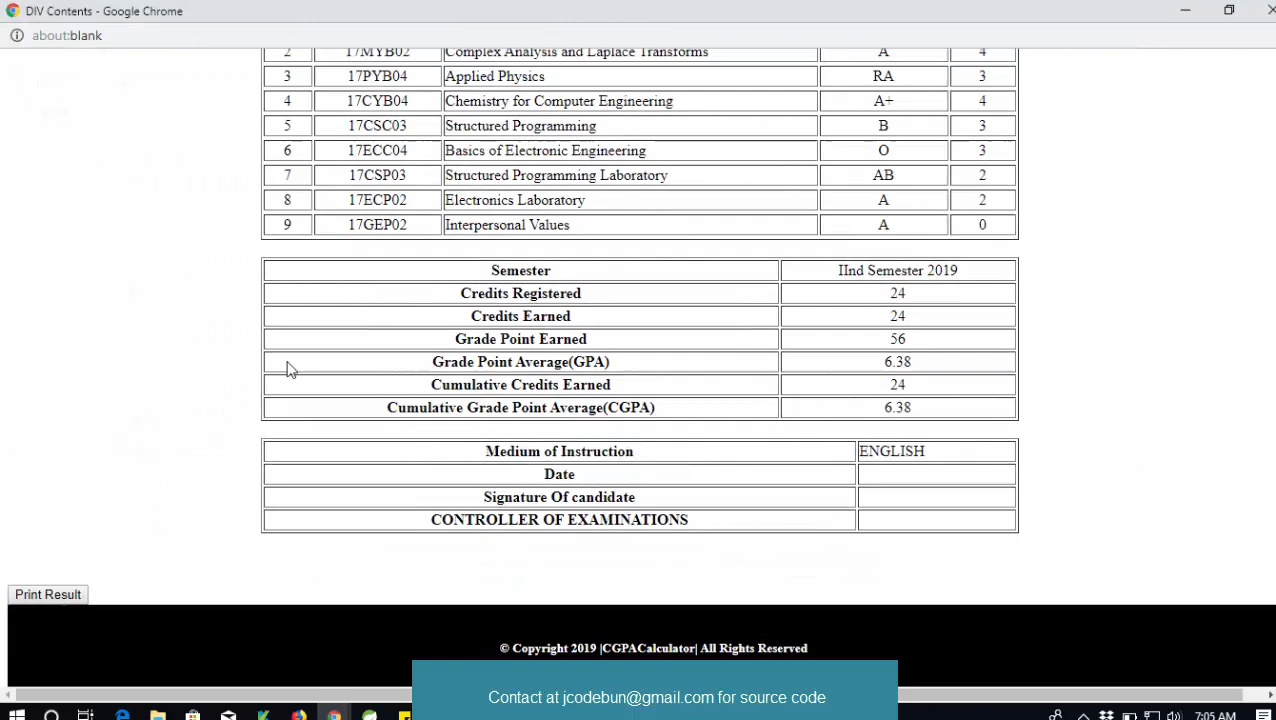 DIV Contents - Google Chrome
about:blank
2 17MYB02 Complex Analysis and Laplace Transforms A 4
3 17PYB04 Applied Physics RA 3
4 17CYB04 Chemistry for Computer Engineering A+ 4
5 17CSC03 Structured Programming B 3
6 17ECC04 Basics of Electronic Engineering O 3
7 17CSP03 Structured Programming Laboratory AB 2
8 17ECP02 Electronics Laboratory A 2
9 17GEP02 Interpersonal Values A 0
Semester IInd Semester 2019
Credits Registered 24
Credits Earned 24
Grade Point Earned 56
Grade Point Average(GPA) 6.38
Cumulative Credits Earned 24
Cumulative Grade Point Average(CGPA) 6.38
Medium of Instruction ENGLISH
Date
Signature Of candidate
CONTROLLER OF EXAMINATIONS
Print Result
© Copyright 2019 |CGPACalculator| All Rights Reserved
Contact at jcodebun@gmail.com for source code
7:05 AM